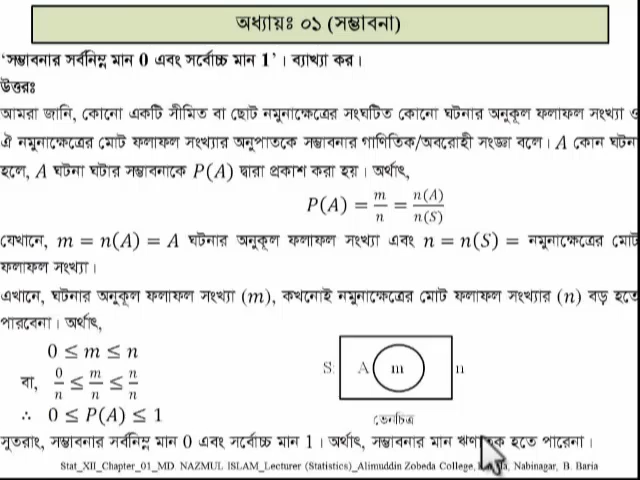 অধ্যায়ঃ ০১ (সম্ভাবনা)
‘সম্ভাবনার সর্বনিম্ন মান 0 এবং সর্বোচ্চ মান 1’। ব্যাখ্যা কর।
উত্তরঃ
আমরা জানি, কোনো একটি সীমিত বা ছোট নমুনাক্ষেত্রের সংঘটিত কোনো ঘটনার অনুকূল ফলাফল সংখ্যা ও
ঐ নমুনাক্ষেত্রের মোট ফলাফল সংখ্যার অনুপাতকে সম্ভাবনার গাণিতিক/অবরোহী সংজ্ঞা বলে। A কোন ঘটনা
হলে, A ঘটনা ঘটার সম্ভাবনাকে P(A) দ্বারা প্রকাশ করা হয়। অর্থাৎ,
P(A) = m/n = n(A)/n(S)
যেখানে, m = n(A) = A ঘটনার অনুকূল ফলাফল সংখ্যা এবং n = n(S) = নমুনাক্ষেত্রের মোট
ফলাফল সংখ্যা।
এখানে, ঘটনার অনুকূল ফলাফল সংখ্যা (m), কখনোই নমুনাক্ষেত্রের মোট ফলাফল সংখ্যার (n) বড় হতে
পারবেনা। অর্থাৎ,
0 ≤ m ≤ n
বা, 0/n ≤ m/n ≤ n/n
∴ 0 ≤ P(A) ≤ 1
S A m n
ভেনচিত্র
সুতরাং, সম্ভাবনার সর্বনিম্ন মান 0 এবং সর্বোচ্চ মান 1। অর্থাৎ, সম্ভাবনার মান ঋণাত্নক হতে পারেনা।
Stat_XII_Chapter_01_MD. NAZMUL ISLAM_Lecturer (Statistics)_Alimuddin Zobeda College, Nabinagar, B. Baria